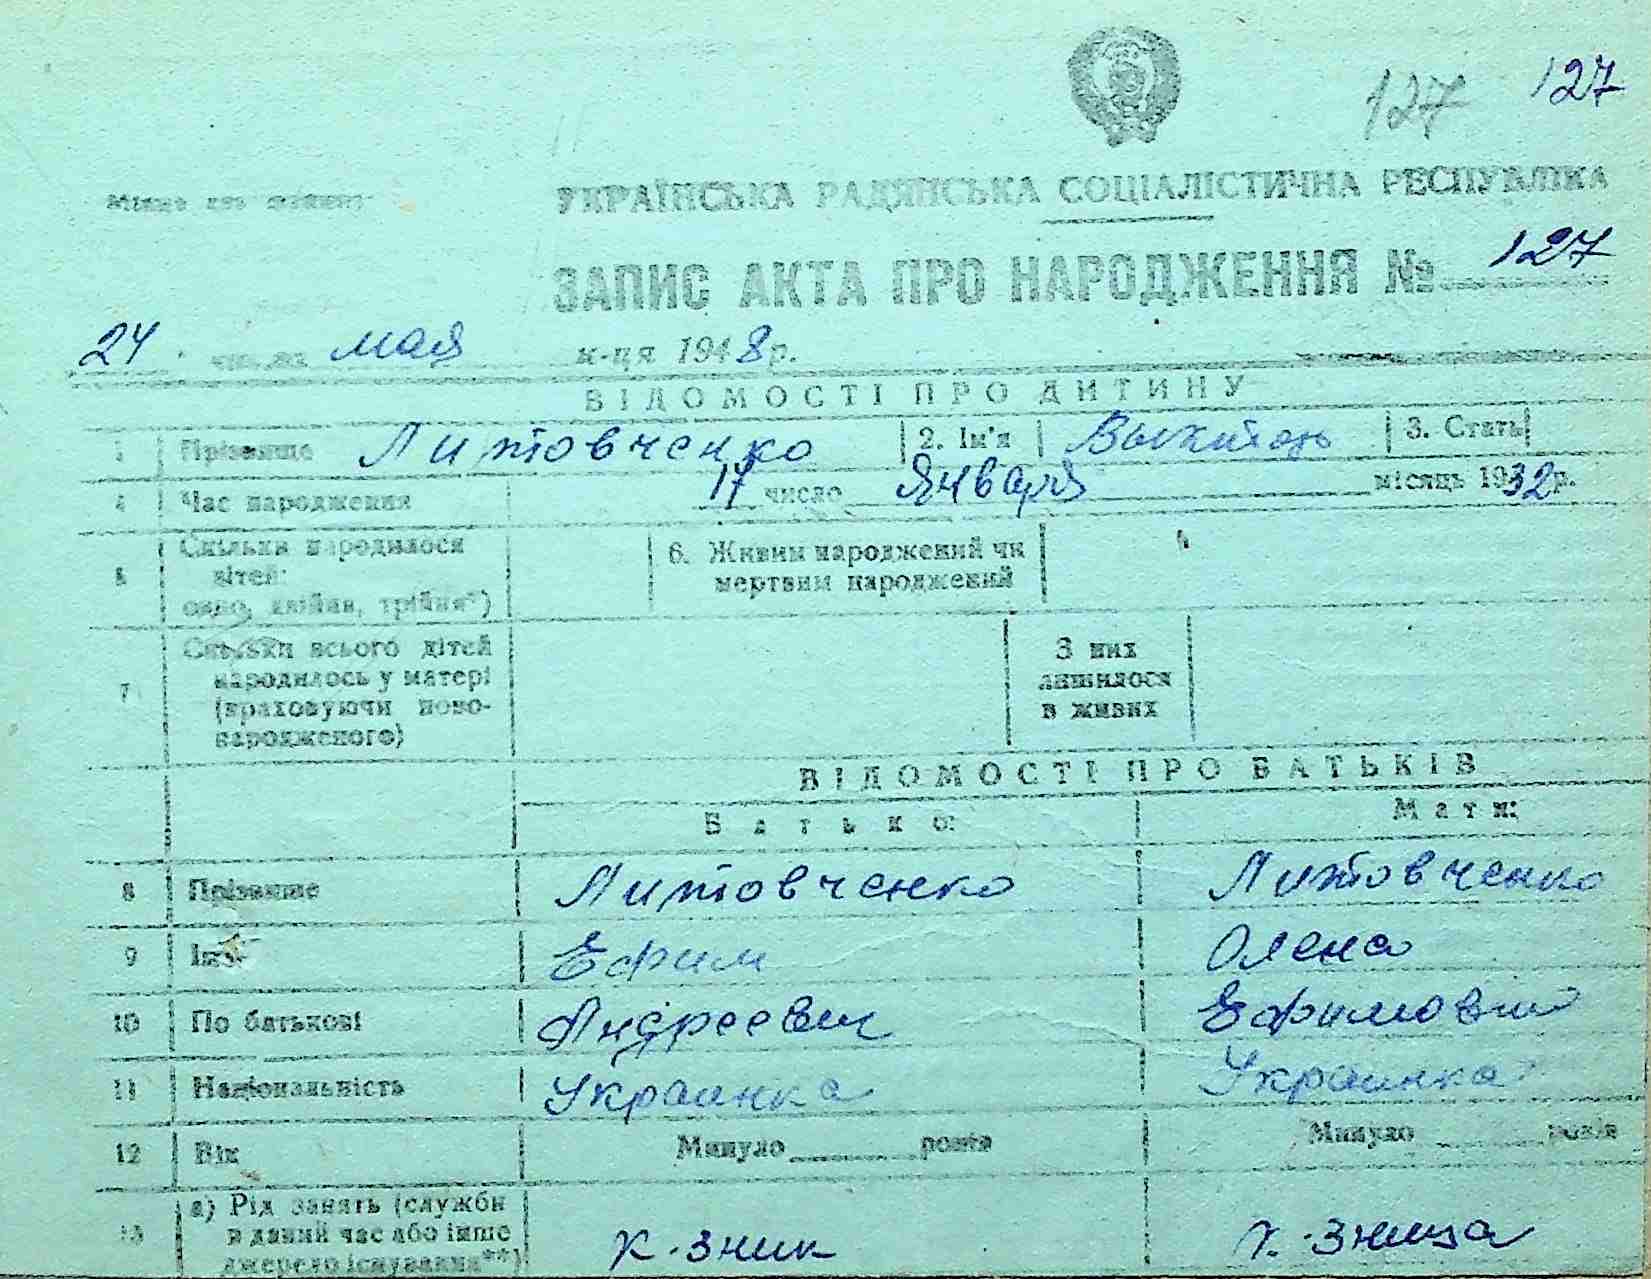 127 127
Місце для штампу
УКРАЇНСЬКА РАДЯНСЬКА СОЦІАЛІСТИЧНА РЕСПУБЛІКА
ЗАПИС АКТА ПРО НАРОДЖЕННЯ № 127
24 числа мая м-ця 1948 р.
ВІДОМОСТІ ПРО ДИТИНУ
1 Прізвище Литовченко 2. Ім'я 3. Стать
4 Час народження 17 число Января місяць 1932 р.
5 Скільки народилося дітей: одно, двійня, трійня*) 6. Живим народжений чи мертвим народжений
7 Скільки всього дітей народилось у матері (враховуючи новонародженого) З них лишилося в живих
ВІДОМОСТІ ПРО БАТЬКІВ
Батько: Мати:
8 Прізвище Литовченко Литовченко
9 Ім'я Ефим Олена
10 По батькові Андреевич
11 Національність Украинка Украинка
12 Вік Минуло років Минуло років
13 а) Рід занять (служби в даний час або інше джерело існування**) к-зник к-зница